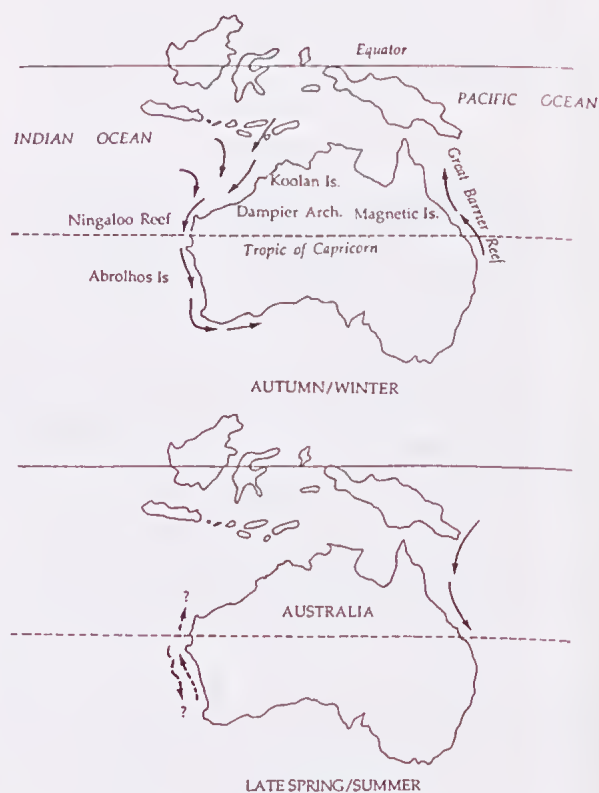 Equator
PACIFIC OCEAN
INDIAN OCEAN
Great Barrier Reef
Koolan Is.
Ningaloo Reef
Dampier Arch.
Magnetic Is.
Tropic of Capricorn
Abrolhos Is
AUTUMN/WINTER
?
AUSTRALIA
?
LATE SPRING/SUMMER